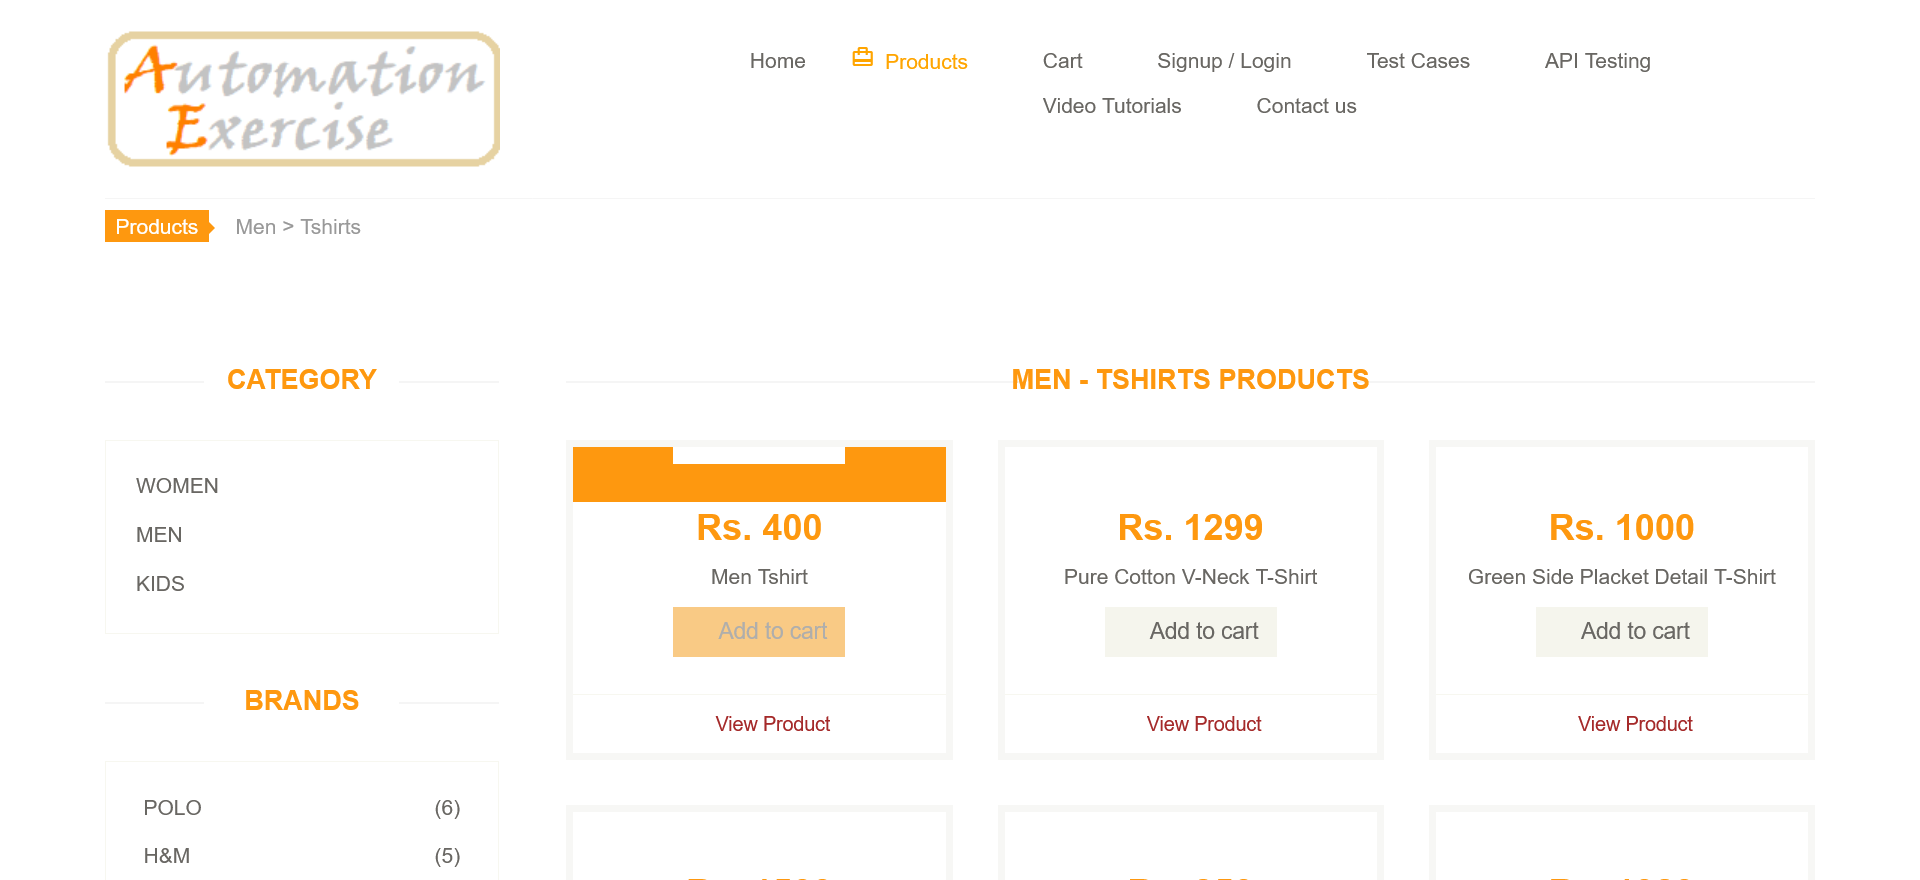 Automation
Exercise
Home
Products
Cart
Signup / Login
Test Cases
API Testing
Video Tutorials
Contact us
Products
Men > Tshirts
CATEGORY
WOMEN
MEN
KIDS
BRANDS
POLO (6)
H&M (5)
MEN - TSHIRTS PRODUCTS
Rs. 400
Men Tshirt
Add to cart
View Product
Rs. 1299
Pure Cotton V-Neck T-Shirt
Add to cart
View Product
Rs. 1000
Green Side Placket Detail T-Shirt
Add to cart
View Product